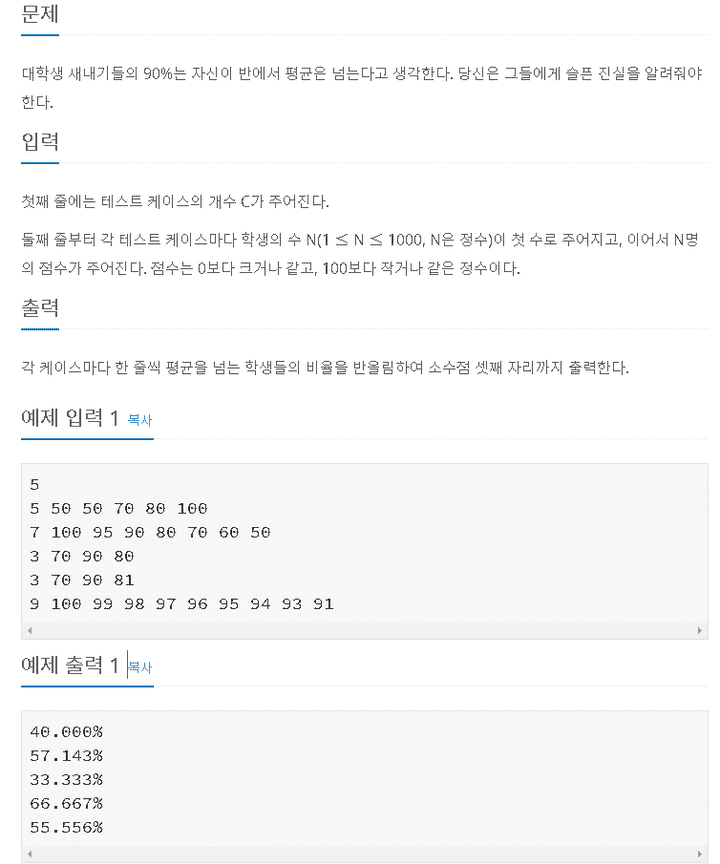 문제
대학생 새내기들의 90%는 자신이 반에서 평균은 넘는다고 생각한다. 당신은 그들에게 슬픈 진실을 알려줘야
한다.
입력
첫째 줄에는 테스트 케이스의 개수 C가 주어진다.
둘째 줄부터 각 테스트 케이스마다 학생의 수 N(1 ≤ N ≤ 1000, N은 정수)이 첫 수로 주어지고, 이어서 N명
의 점수가 주어진다. 점수는 0보다 크거나 같고, 100보다 작거나 같은 정수이다.
출력
각 케이스마다 한 줄씩 평균을 넘는 학생들의 비율을 반올림하여 소수점 셋째 자리까지 출력한다.
예제 입력 1 복사
5
5 50 50 70 80 100
7 100 95 90 80 70 60 50
3 70 90 80
3 70 90 81
9 100 99 98 97 96 95 94 93 91
예제 출력 1 복사
40.000%
57.143%
33.333%
66.667%
55.556%